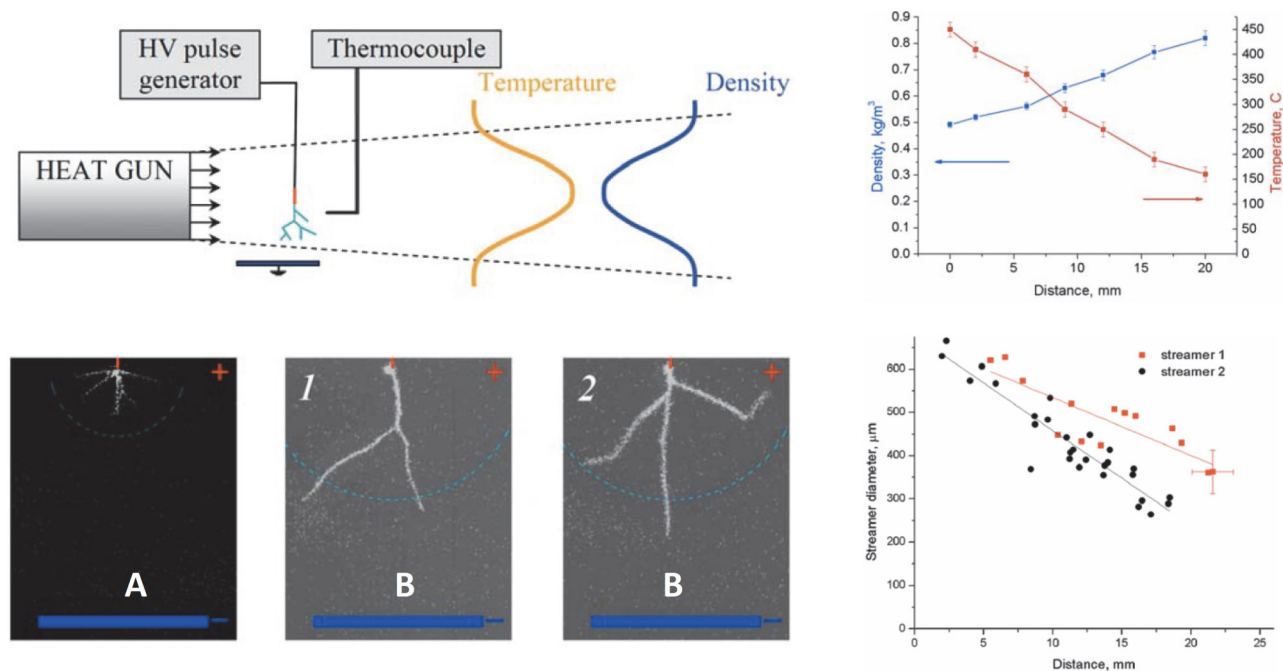 HV pulse
generator
Thermocouple
HEAT GUN
Temperature
Density
0.9
0.8
0.7
0.6
0.5
0.4
0.3
0.2
0.1
0.0
Density, kg/m³
450
400
350
300
250
200
150
100
50
0
Temperature, C
0
5
10
15
20
Distance, mm
+
A
−
1
+
B
−
2
+
B
−
streamer 1
streamer 2
600
500
400
300
200
100
0
Streamer diameter, μm
0
5
10
15
20
25
Distance, mm